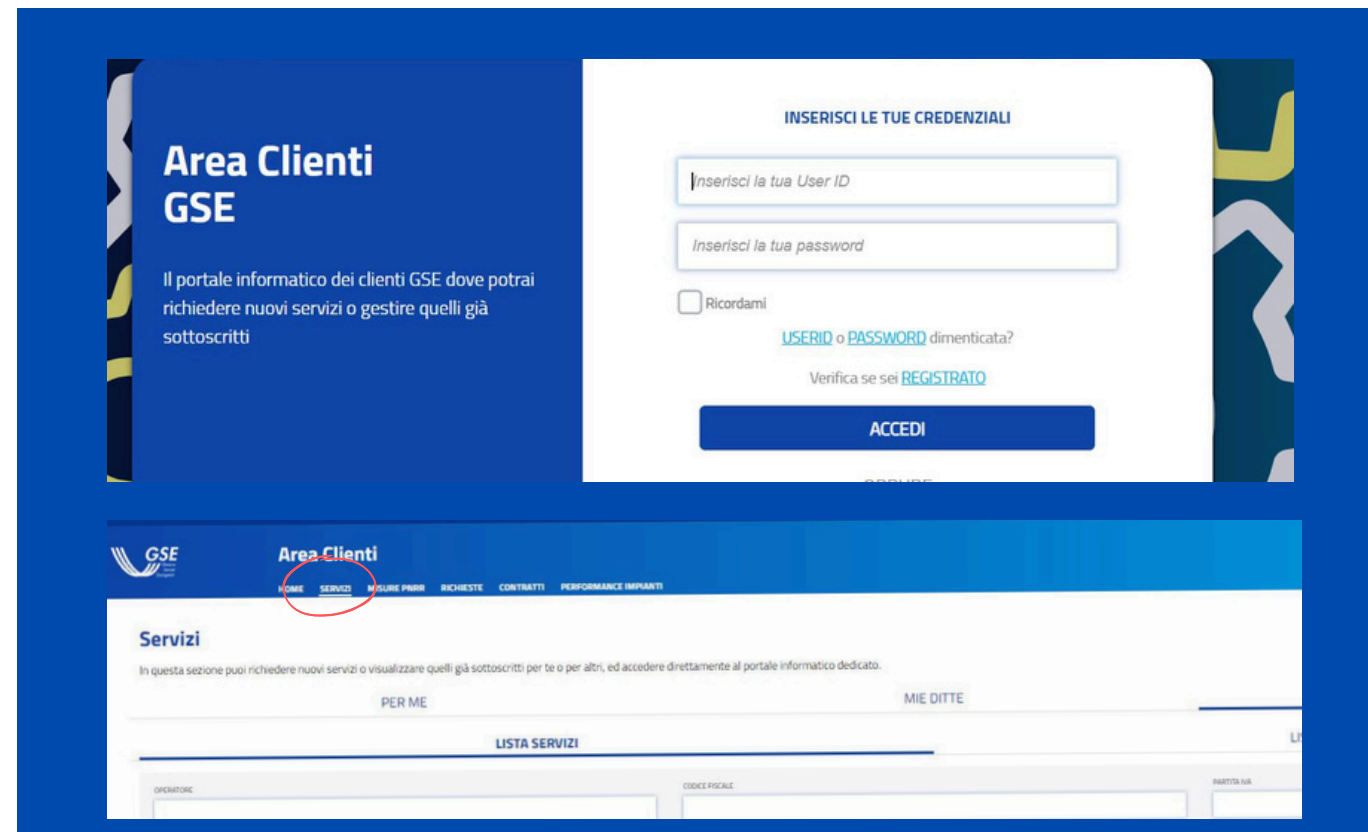 INSERISCI LE TUE CREDENZIALI
Area Clienti
GSE
Inserisci la tua User ID
Inserisci la tua password
Il portale informatico dei clienti GSE dove potrai
richiedere nuovi servizi o gestire quelli già
sottoscritti
Ricordami
USERID o PASSWORD dimenticata?
Verifica se sei REGISTRATO
ACCEDI
GSE
Area Clienti
HOME SERVIZI MISURE PNRR RICHIESTE CONTRATTI PERFORMANCE IMPIANTI
Servizi
In questa sezione puoi richiedere nuovi servizi o visualizzare quelli già sottoscritti per te o per altri, ed accedere direttamente al portale informatico dedicato.
PER ME MIE DITTE
LISTA SERVIZI
OPERATORE CODICE FISCALE PARTITA IVA